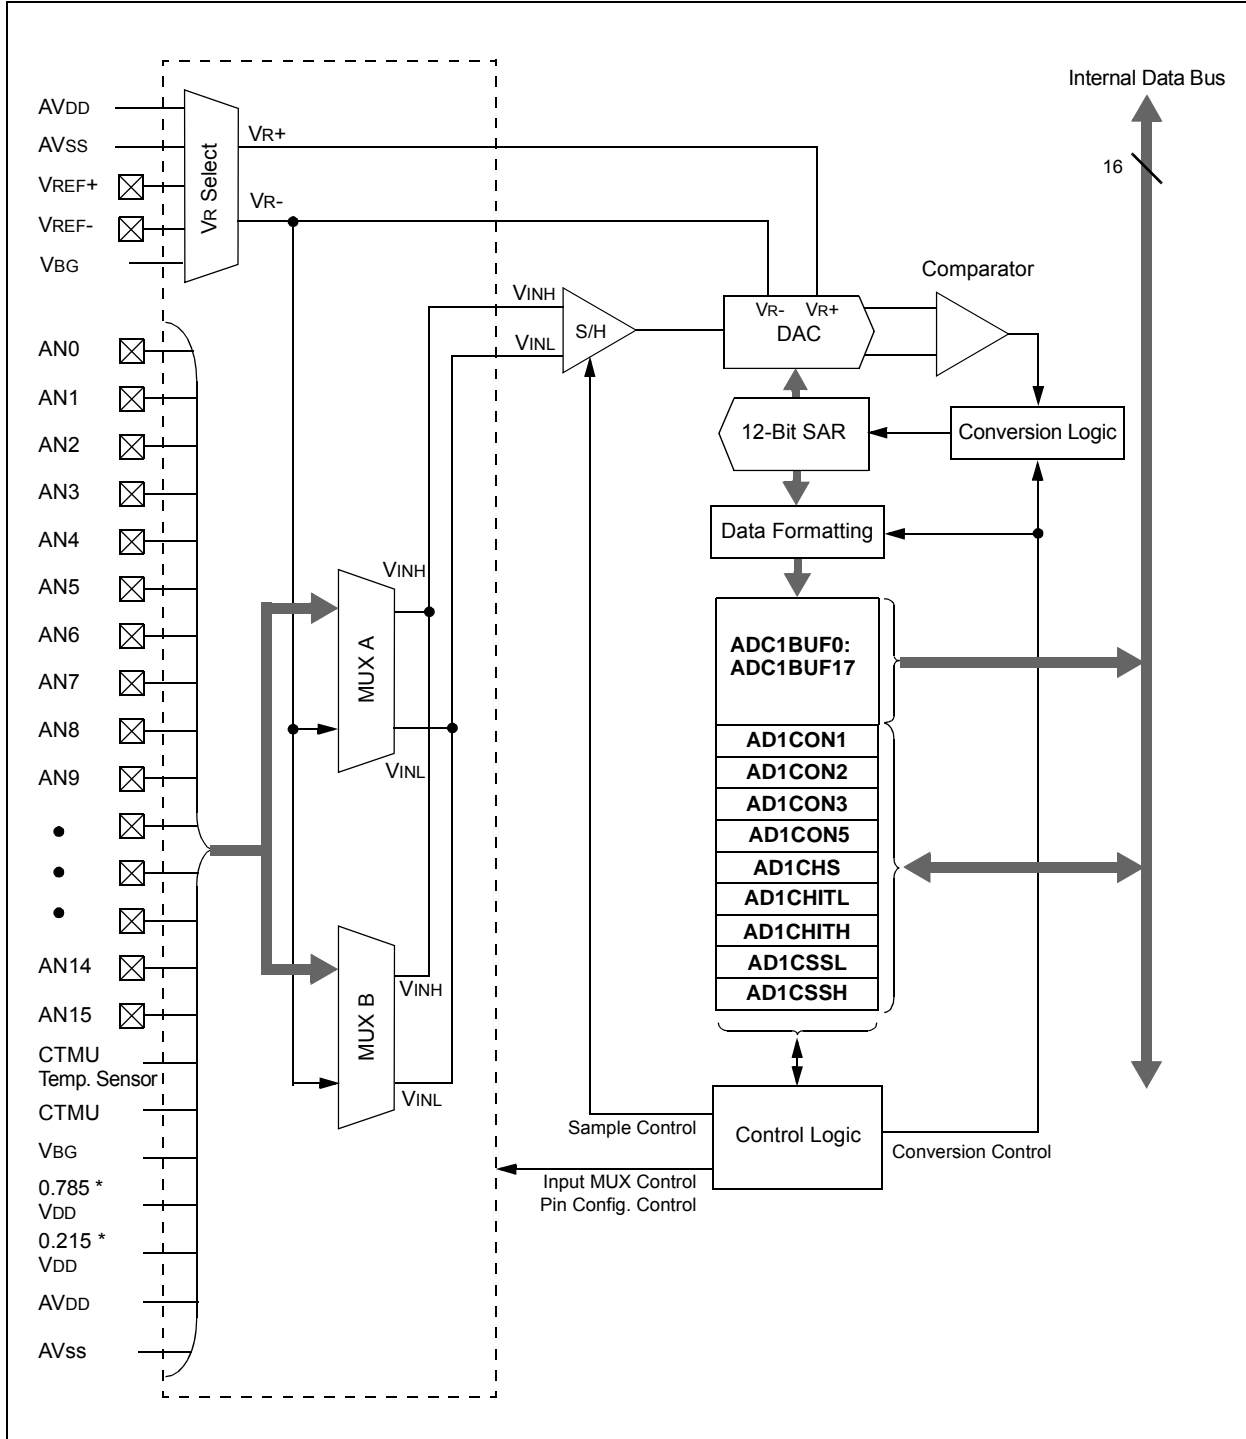 Internal Data Bus
16
AVDD
AVSS
VREF+
VREF-
VBG
VR Select
VR+
VR-
Comparator
VINH
VINL
S/H
VR- VR+
DAC
12-Bit SAR
Conversion Logic
Data Formatting
AN0
AN1
AN2
AN3
AN4
AN5
AN6
AN7
AN8
AN9
AN14
AN15
CTMU
Temp. Sensor
CTMU
VBG
0.785 *
VDD
0.215 *
VDD
AVDD
AVss
VINH
MUX A
VINL
VINH
MUX B
VINL
ADC1BUF0:
ADC1BUF17
AD1CON1
AD1CON2
AD1CON3
AD1CON5
AD1CHS
AD1CHITL
AD1CHITH
AD1CSSL
AD1CSSH
Sample Control
Control Logic
Conversion Control
Input MUX Control
Pin Config. Control